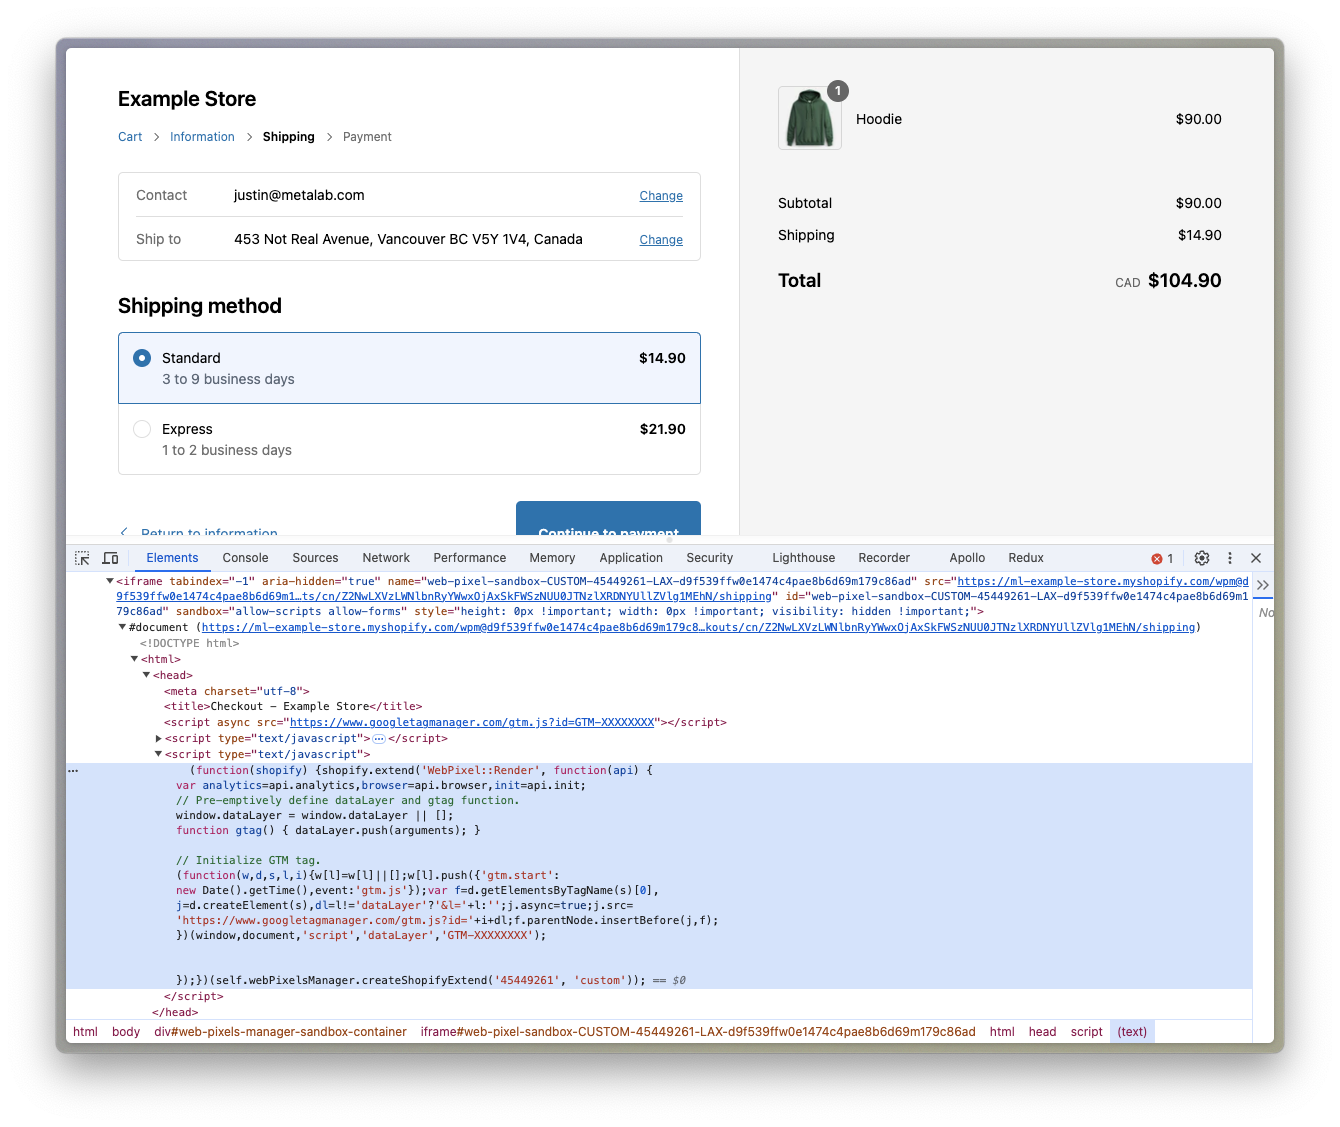 Example Store
Cart > Information > Shipping > Payment
Contact justin@metalab.com Change
Ship to 453 Not Real Avenue, Vancouver BC V5Y 1V4, Canada Change
Shipping method
Standard $14.90
3 to 9 business days
Express $21.90
1 to 2 business days
Return to information Continue to payment
1
Hoodie $90.00
Subtotal $90.00
Shipping $14.90
Total CAD $104.90
Elements Console Sources Network Performance Memory Application Security Lighthouse Recorder Apollo Redux 1
<iframe tabindex="-1" aria-hidden="true" name="web-pixel-sandbox-CUSTOM-45449261-LAX-d9f539ffw0e1474c4pae8b6d69m179c86ad" src="https://ml-example-store.myshopify.com/wpm@d
9f539ffw0e1474c4pae8b6d69m1…ts/cn/Z2NwLXVzLWNlbnRyYWwxOjAxSkFWSzNUU0JTNzlXRDNYUllZVlg1MEhN/shipping" id="web-pixel-sandbox-CUSTOM-45449261-LAX-d9f539ffw0e1474c4pae8b6d69m1
79c86ad" sandbox="allow-scripts allow-forms" style="height: 0px !important; width: 0px !important; visibility: hidden !important;">
#document (https://ml-example-store.myshopify.com/wpm@d9f539ffw0e1474c4pae8b6d69m179c8…kouts/cn/Z2NwLXVzLWNlbnRyYWwxOjAxSkFWSzNUU0JTNzlXRDNYUllZVlg1MEhN/shipping)
<!DOCTYPE html>
<html>
<head>
<meta charset="utf-8">
<title>Checkout - Example Store</title>
<script async src="https://www.googletagmanager.com/gtm.js?id=GTM-XXXXXXXX"></script>
<script type="text/javascript">…</script>
<script type="text/javascript">
(function(shopify) {shopify.extend('WebPixel::Render', function(api) {
var analytics=api.analytics,browser=api.browser,init=api.init;
// Pre-emptively define dataLayer and gtag function.
window.dataLayer = window.dataLayer || [];
function gtag() { dataLayer.push(arguments); }
// Initialize GTM tag.
(function(w,d,s,l,i){w[l]=w[l]||[];w[l].push({'gtm.start':
new Date().getTime(),event:'gtm.js'});var f=d.getElementsByTagName(s)[0],
j=d.createElement(s),dl=l!='dataLayer'?'&l='+l:'';j.async=true;j.src=
'https://www.googletagmanager.com/gtm.js?id='+i+dl;f.parentNode.insertBefore(j,f);
})(window,document,'script','dataLayer','GTM-XXXXXXXX');
});})(self.webPixelsManager.createShopifyExtend('45449261', 'custom')); == $0
</script>
</head>
No
html body div#web-pixels-manager-sandbox-container iframe#web-pixel-sandbox-CUSTOM-45449261-LAX-d9f539ffw0e1474c4pae8b6d69m179c86ad html head script (text)